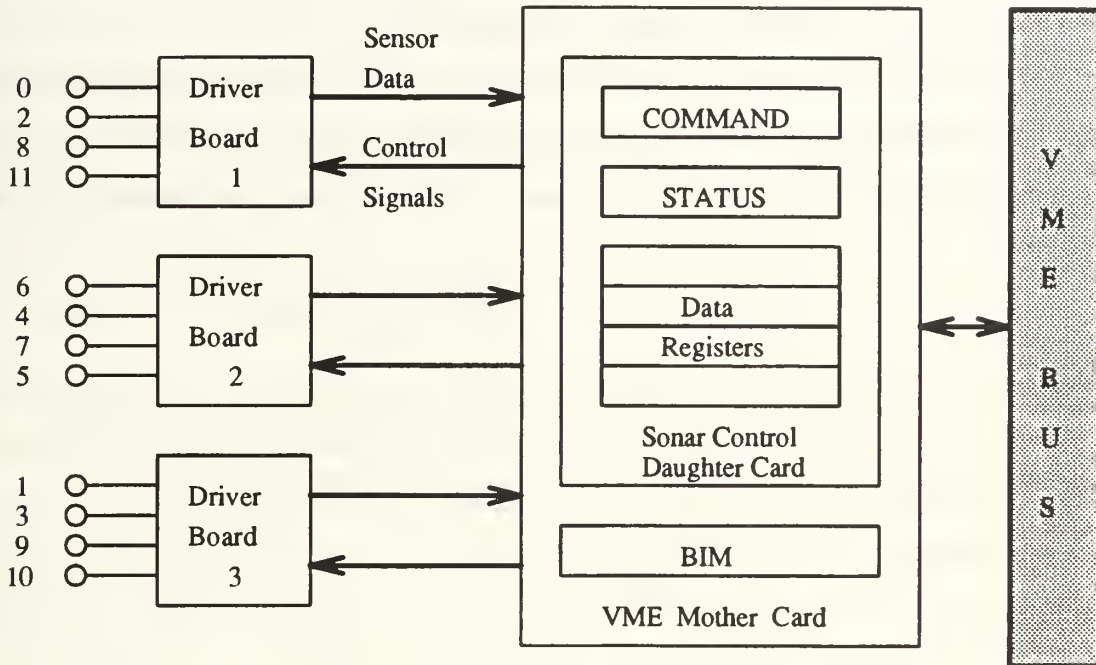 0
2
8
11
Driver
Board
1
Sensor
Data
Control
Signals
6
4
7
5
Driver
Board
2
1
3
9
10
Driver
Board
3
COMMAND
STATUS
Data
Registers
Sonar Control
Daughter Card
BIM
VME Mother Card
V
M
E
B
U
S